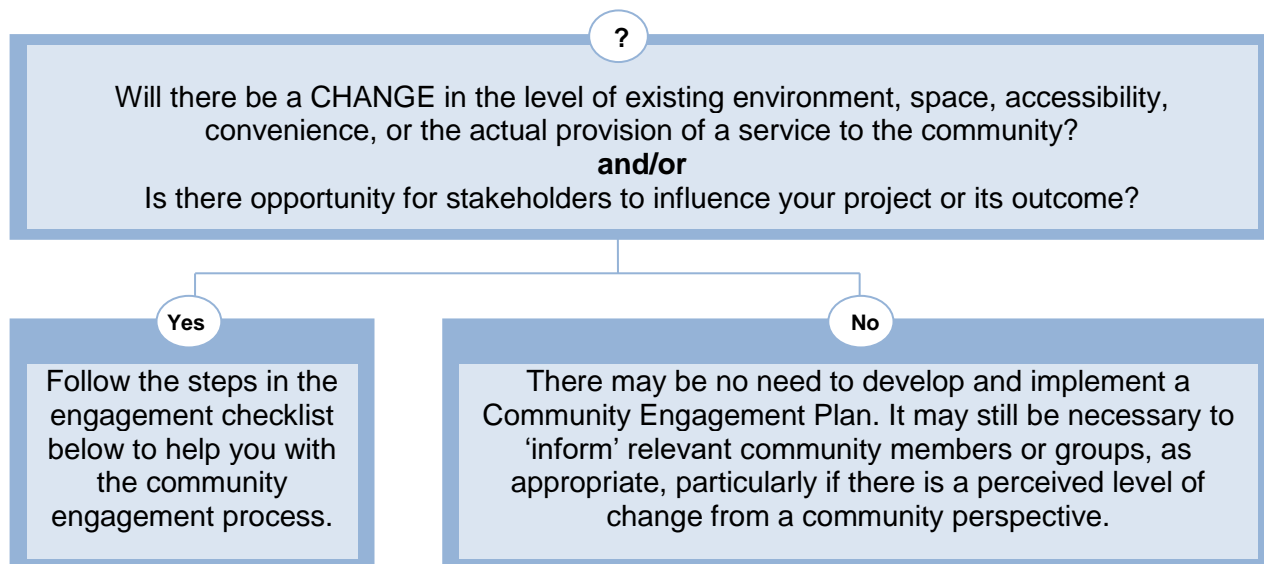 ?
Will there be a CHANGE in the level of existing environment, space, accessibility,
convenience, or the actual provision of a service to the community?
and/or
Is there opportunity for stakeholders to influence your project or its outcome?
Yes
Follow the steps in the
engagement checklist
below to help you with
the community
engagement process.
No
There may be no need to develop and implement a
Community Engagement Plan. It may still be necessary to
‘inform’ relevant community members or groups, as
appropriate, particularly if there is a perceived level of
change from a community perspective.